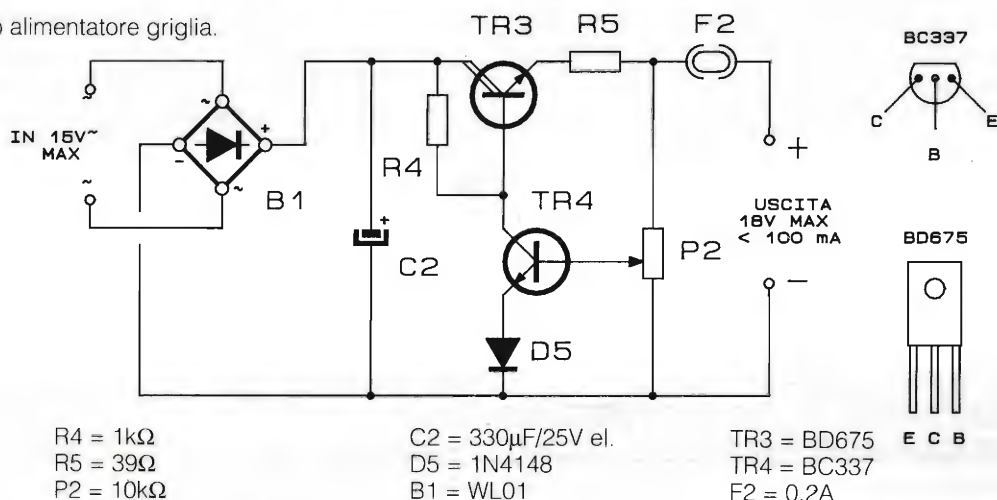 o alimentatore griglia.
TR3
R5
F2
BC337
C
B
E
~
IN 15V~
MAX
~
~
+
-
~
B1
R4
+
C2
TR4
D5
P2
+
USCITA
18V MAX
< 100 mA
—
BD675
E C B
R4 = 1kΩ
R5 = 39Ω
P2 = 10kΩ
C2 = 330µF/25V el.
D5 = 1N4148
B1 = WL01
TR3 = BD675
TR4 = BC337
F2 = 0.2A